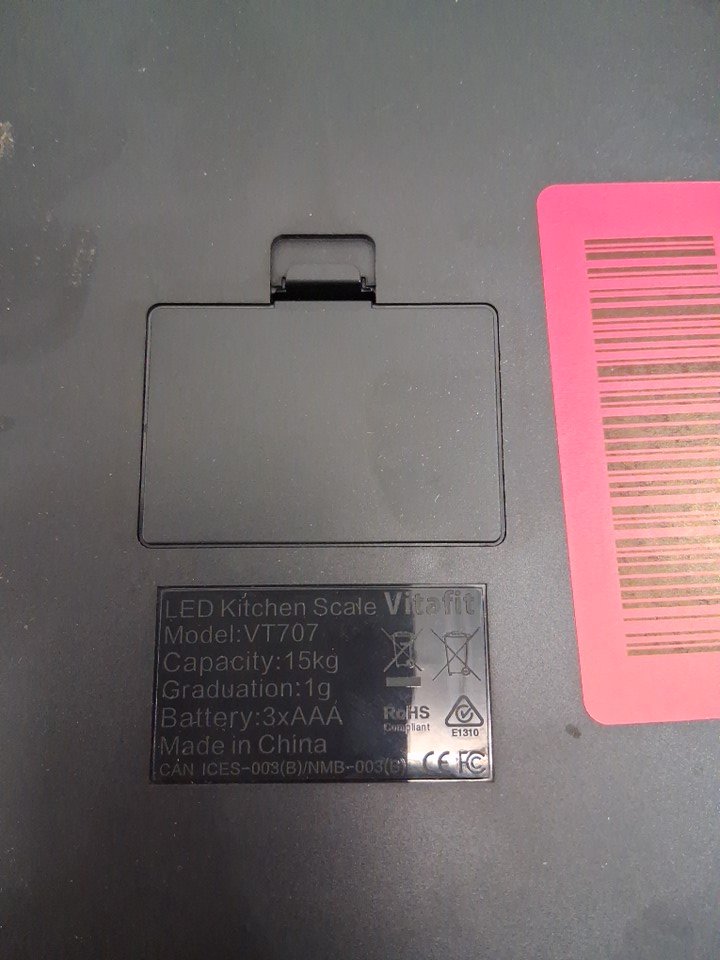 LED Kitchen Scale Vitafit
Model:VT707
Capacity:15kg
Graduation:1g
Battery:3xAAA
Made in China
CAN ICES-003(B)/NMB-003(B)
RoHS
Compliant
E1310
CE FC